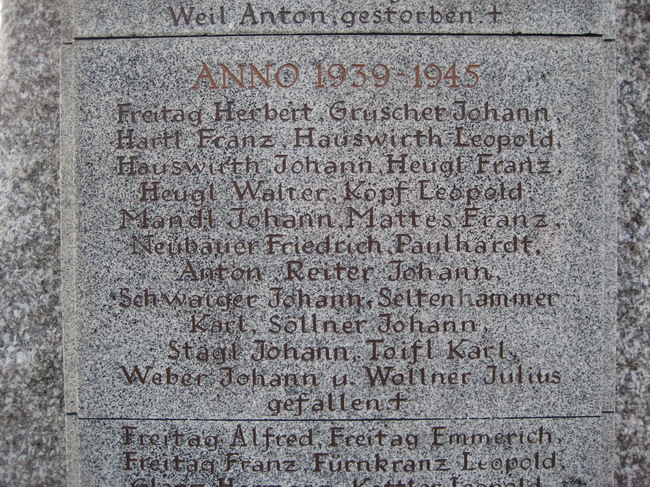 Weil Anton, gestorben. +
ANNO 1939-1945
Freitag Herbert, Gruscher Johann,
Hartl Franz, Hauswirth Leopold,
Hauswirth Johann, Heugl Franz,
Heugl Walter, Kopf Leopold,
Mandl Johann, Mattes Franz,
Neubauer Friedrich, Paulhardt,
Anton, Reiter Johann,
Schwaiger Johann, Seltenhammer
Karl, Söllner Johann,
Stagl Johann, Toifl Karl,
Weber Johann u. Wollner Julius
gefallen +
Freitag Alfred, Freitag Emmerich,
Freitag Franz, Fürnkranz Leopold,
Leopold